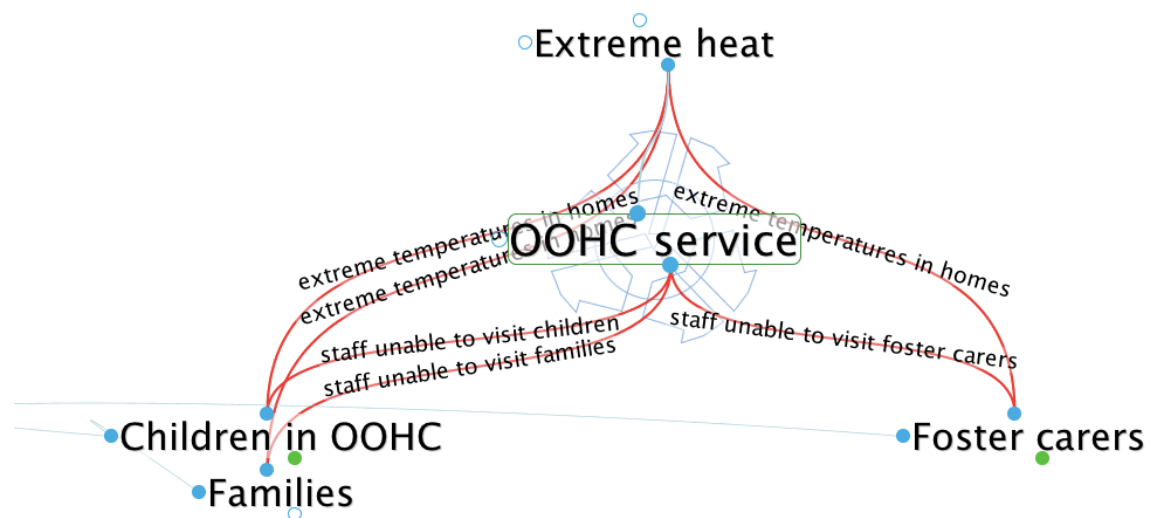 Extreme heat
extreme temperatures in homes
extreme temperatures in homes
extreme temperatures in homes
OOHC service
staff unable to visit children
staff unable to visit families
staff unable to visit foster carers
Children in OOHC
Foster carers
Families